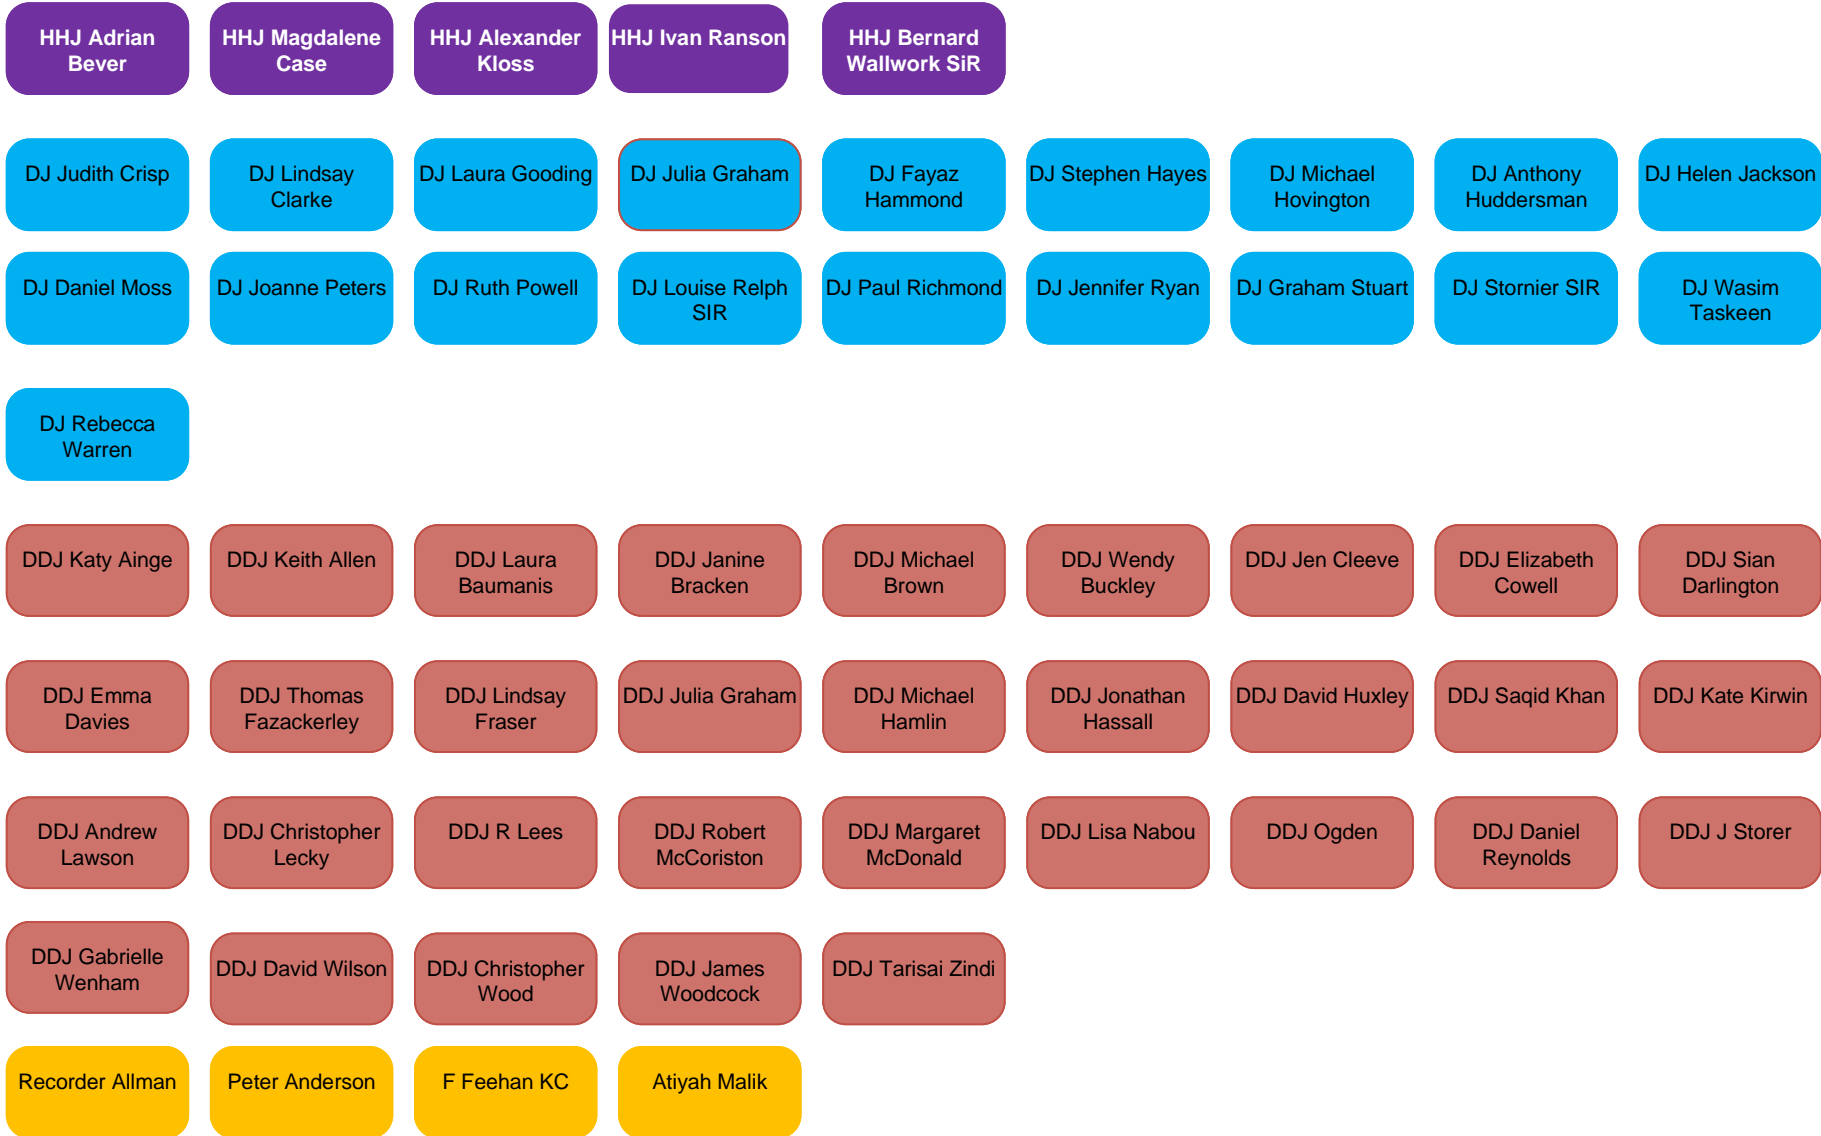 HHJ Adrian
Bever
HHJ Magdalene
Case
HHJ Alexander
Kloss
HHJ Ivan Ranson
HHJ Bernard
Wallwork SiR
DJ Judith Crisp
DJ Lindsay
Clarke
DJ Laura Gooding
DJ Julia Graham
DJ Fayaz
Hammond
DJ Stephen Hayes
DJ Michael
Hovington
DJ Anthony
Huddersman
DJ Helen Jackson
DJ Daniel Moss
DJ Joanne Peters
DJ Ruth Powell
DJ Louise Relph
SIR
DJ Paul Richmond
DJ Jennifer Ryan
DJ Graham Stuart
DJ Stornier SIR
DJ Wasim
Taskeen
DJ Rebecca
Warren
DDJ Katy Ainge
DDJ Keith Allen
DDJ Laura
Baumanis
DDJ Janine
Bracken
DDJ Michael
Brown
DDJ Wendy
Buckley
DDJ Jen Cleeve
DDJ Elizabeth
Cowell
DDJ Sian
Darlington
DDJ Emma
Davies
DDJ Thomas
Fazackerley
DDJ Lindsay
Fraser
DDJ Julia Graham
DDJ Michael
Hamlin
DDJ Jonathan
Hassall
DDJ David Huxley
DDJ Saqid Khan
DDJ Kate Kirwin
DDJ Andrew
Lawson
DDJ Christopher
Lecky
DDJ R Lees
DDJ Robert
McCoriston
DDJ Margaret
McDonald
DDJ Lisa Nabou
DDJ Ogden
DDJ Daniel
Reynolds
DDJ J Storer
DDJ Gabrielle
Wenham
DDJ David Wilson
DDJ Christopher
Wood
DDJ James
Woodcock
DDJ Tarisai Zindi
Recorder Allman
Peter Anderson
F Feehan KC
Atiyah Malik